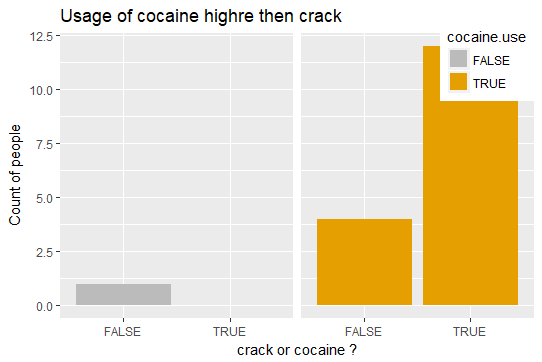 Usage of cocaine highre then crack
cocaine.use
FALSE
TRUE
Count of people
12.5
10.0
7.5
5.0
2.5
0.0
FALSE TRUE FALSE TRUE
crack or cocaine ?